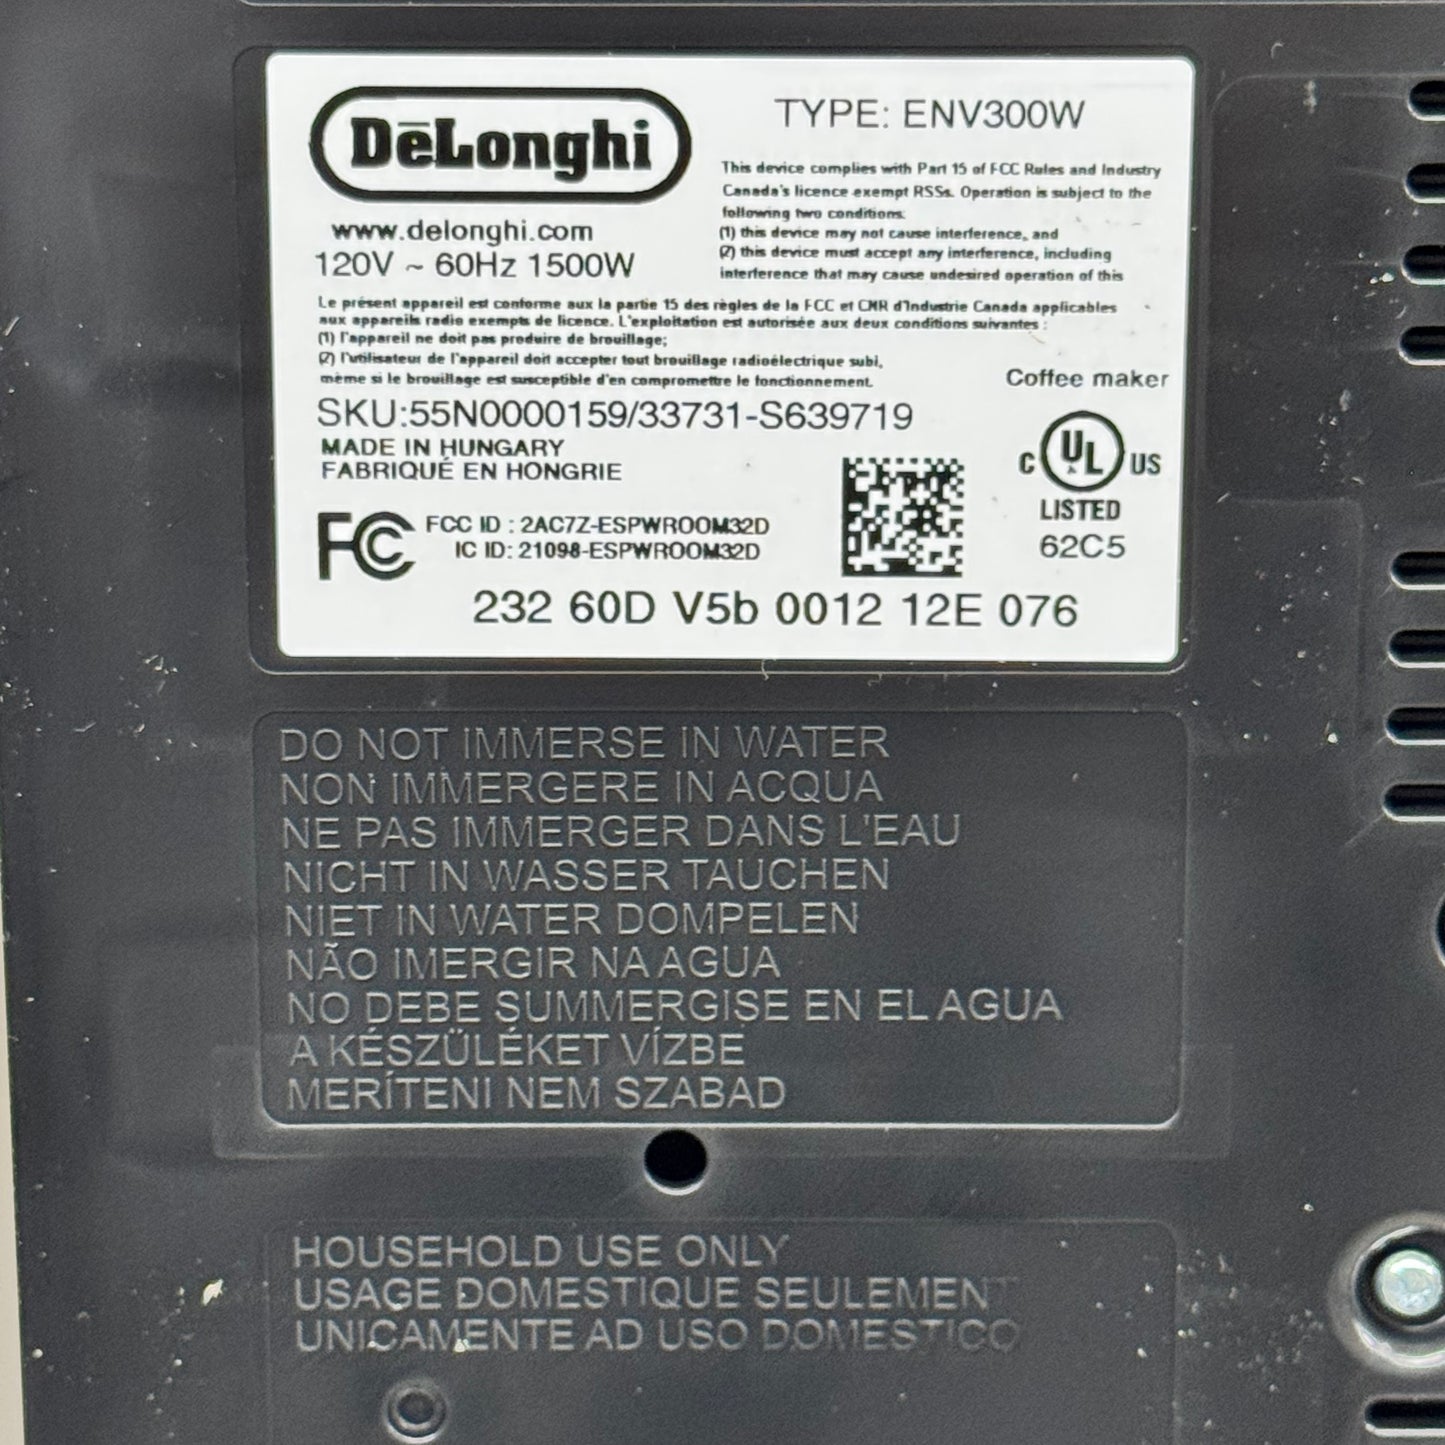 DēLonghi
TYPE: ENV300W
www.delonghi.com
120V ~ 60Hz 1500W
This device complies with Part 15 of FCC Rules and Industry
Canada's licence exempt RSSs. Operation is subject to the
following two conditions:
(1) this device may not cause interference, and
(2) this device must accept any interference, including
interference that may cause undesired operation of this
Le présent appareil est conforme aux la partie 15 des règles de la FCC et CNR d'Industrie Canada applicables
aux appareils radio exempts de licence. L'exploitation est autorisée aux deux conditions suivantes :
(1) l'appareil ne doit pas produire de brouillage;
(2) l'utilisateur de l'appareil doit accepter tout brouillage radioélectrique subi,
même si le brouillage est susceptible d'en compromettre le fonctionnement.
Coffee maker
SKU:55N0000159/33731-S639719
MADE IN HUNGARY
FABRIQUÉ EN HONGRIE
C UL US
LISTED
62C5
FC FCC ID : 2AC7Z-ESPWROOM32D
IC ID: 21098-ESPWROOM32D
232 60D V5b 0012 12E 076
DO NOT IMMERSE IN WATER
NON IMMERGERE IN ACQUA
NE PAS IMMERGER DANS L'EAU
NICHT IN WASSER TAUCHEN
NIET IN WATER DOMPELEN
NÃO IMERGIR NA AGUA
NO DEBE SUMMERGISE EN EL AGUA
A KÉSZÜLÉKET VÍZBE
MERÍTENI NEM SZABAD
HOUSEHOLD USE ONLY
USAGE DOMESTIQUE SEULEMENT
UNICAMENTE AD USO DOMESTICO